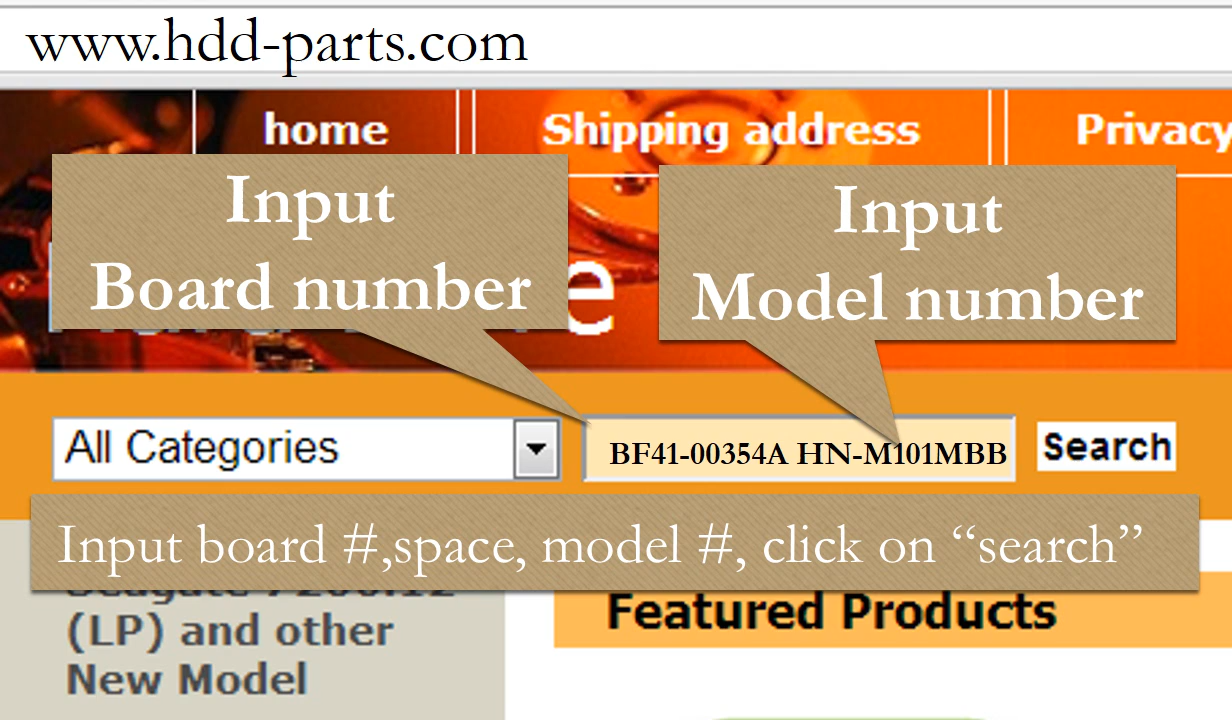 www.hdd-parts.com
home
Shipping address
Privacy
Input
Board number
Input
Model number
All Categories
BF41-00354A HN-M101MBB
Search
Input board #,space, model #, click on “search”
(LP) and other
New Model
Featured Products